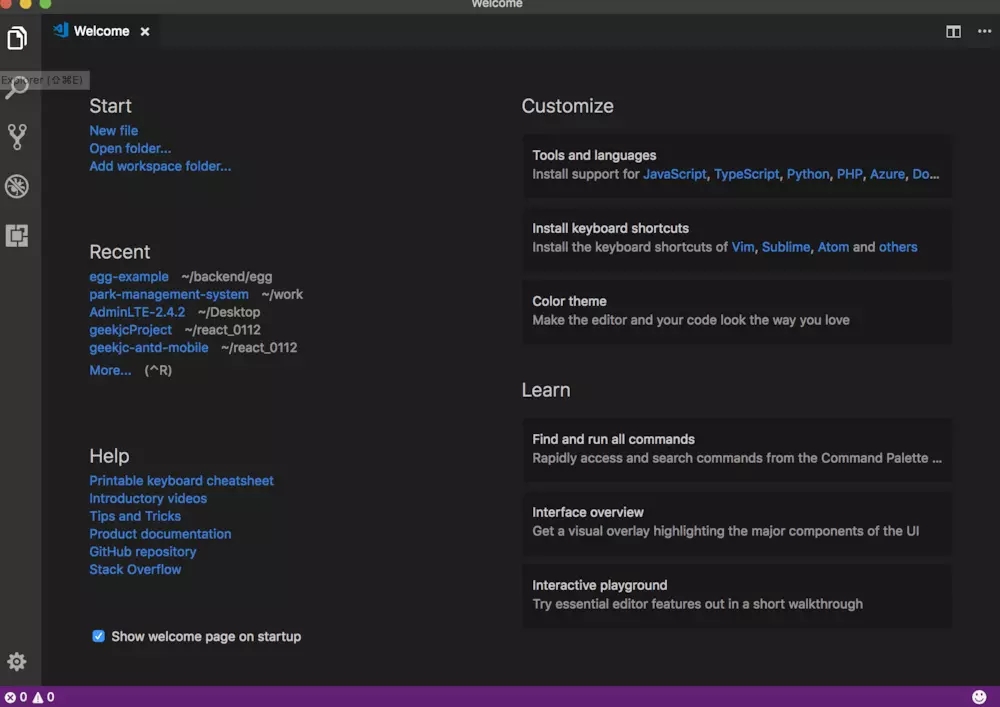 Welcome
Welcome
Explorer (⇧⌘E)
Start
New file
Open folder...
Add workspace folder...
Recent
egg-example ~/backend/egg
park-management-system ~/work
AdminLTE-2.4.2 ~/Desktop
geekjcProject ~/react_0112
geekjc-antd-mobile ~/react_0112
More... (^R)
Help
Printable keyboard cheatsheet
Introductory videos
Tips and Tricks
Product documentation
GitHub repository
Stack Overflow
Show welcome page on startup
Customize
Tools and languages
Install support for JavaScript, TypeScript, Python, PHP, Azure, Do...
Install keyboard shortcuts
Install the keyboard shortcuts of Vim, Sublime, Atom and others
Color theme
Make the editor and your code look the way you love
Learn
Find and run all commands
Rapidly access and search commands from the Command Palette ...
Interface overview
Get a visual overlay highlighting the major components of the UI
Interactive playground
Try essential editor features out in a short walkthrough
0 0